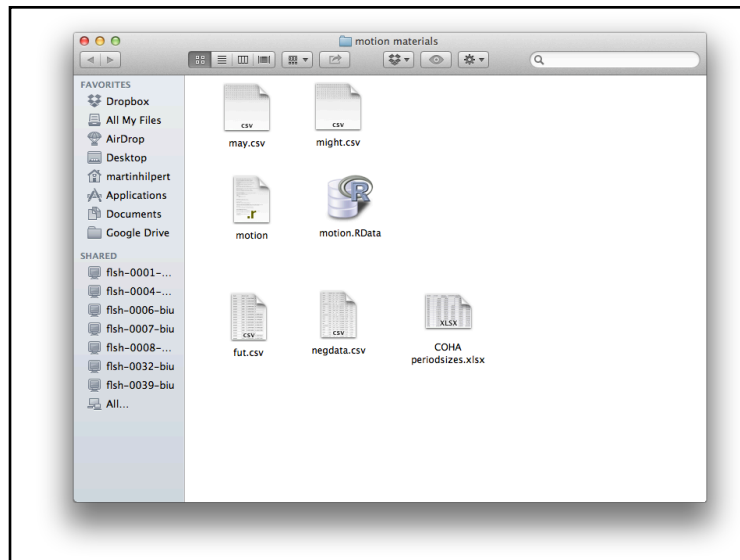 motion materials
FAVORITES
Dropbox
All My Files
AirDrop
Desktop
martinhilpert
Applications
Documents
Google Drive
SHARED
flsh-0001-...
flsh-0004-...
flsh-0006-biu
flsh-0007-biu
flsh-0008-...
flsh-0032-biu
flsh-0039-biu
All...
CSV
CSV
may.csv
might.csv
.r
R
motion
motion.RData
CSV
CSV
XLSX
fut.csv
negdata.csv
COHA
periodsizes.xlsx